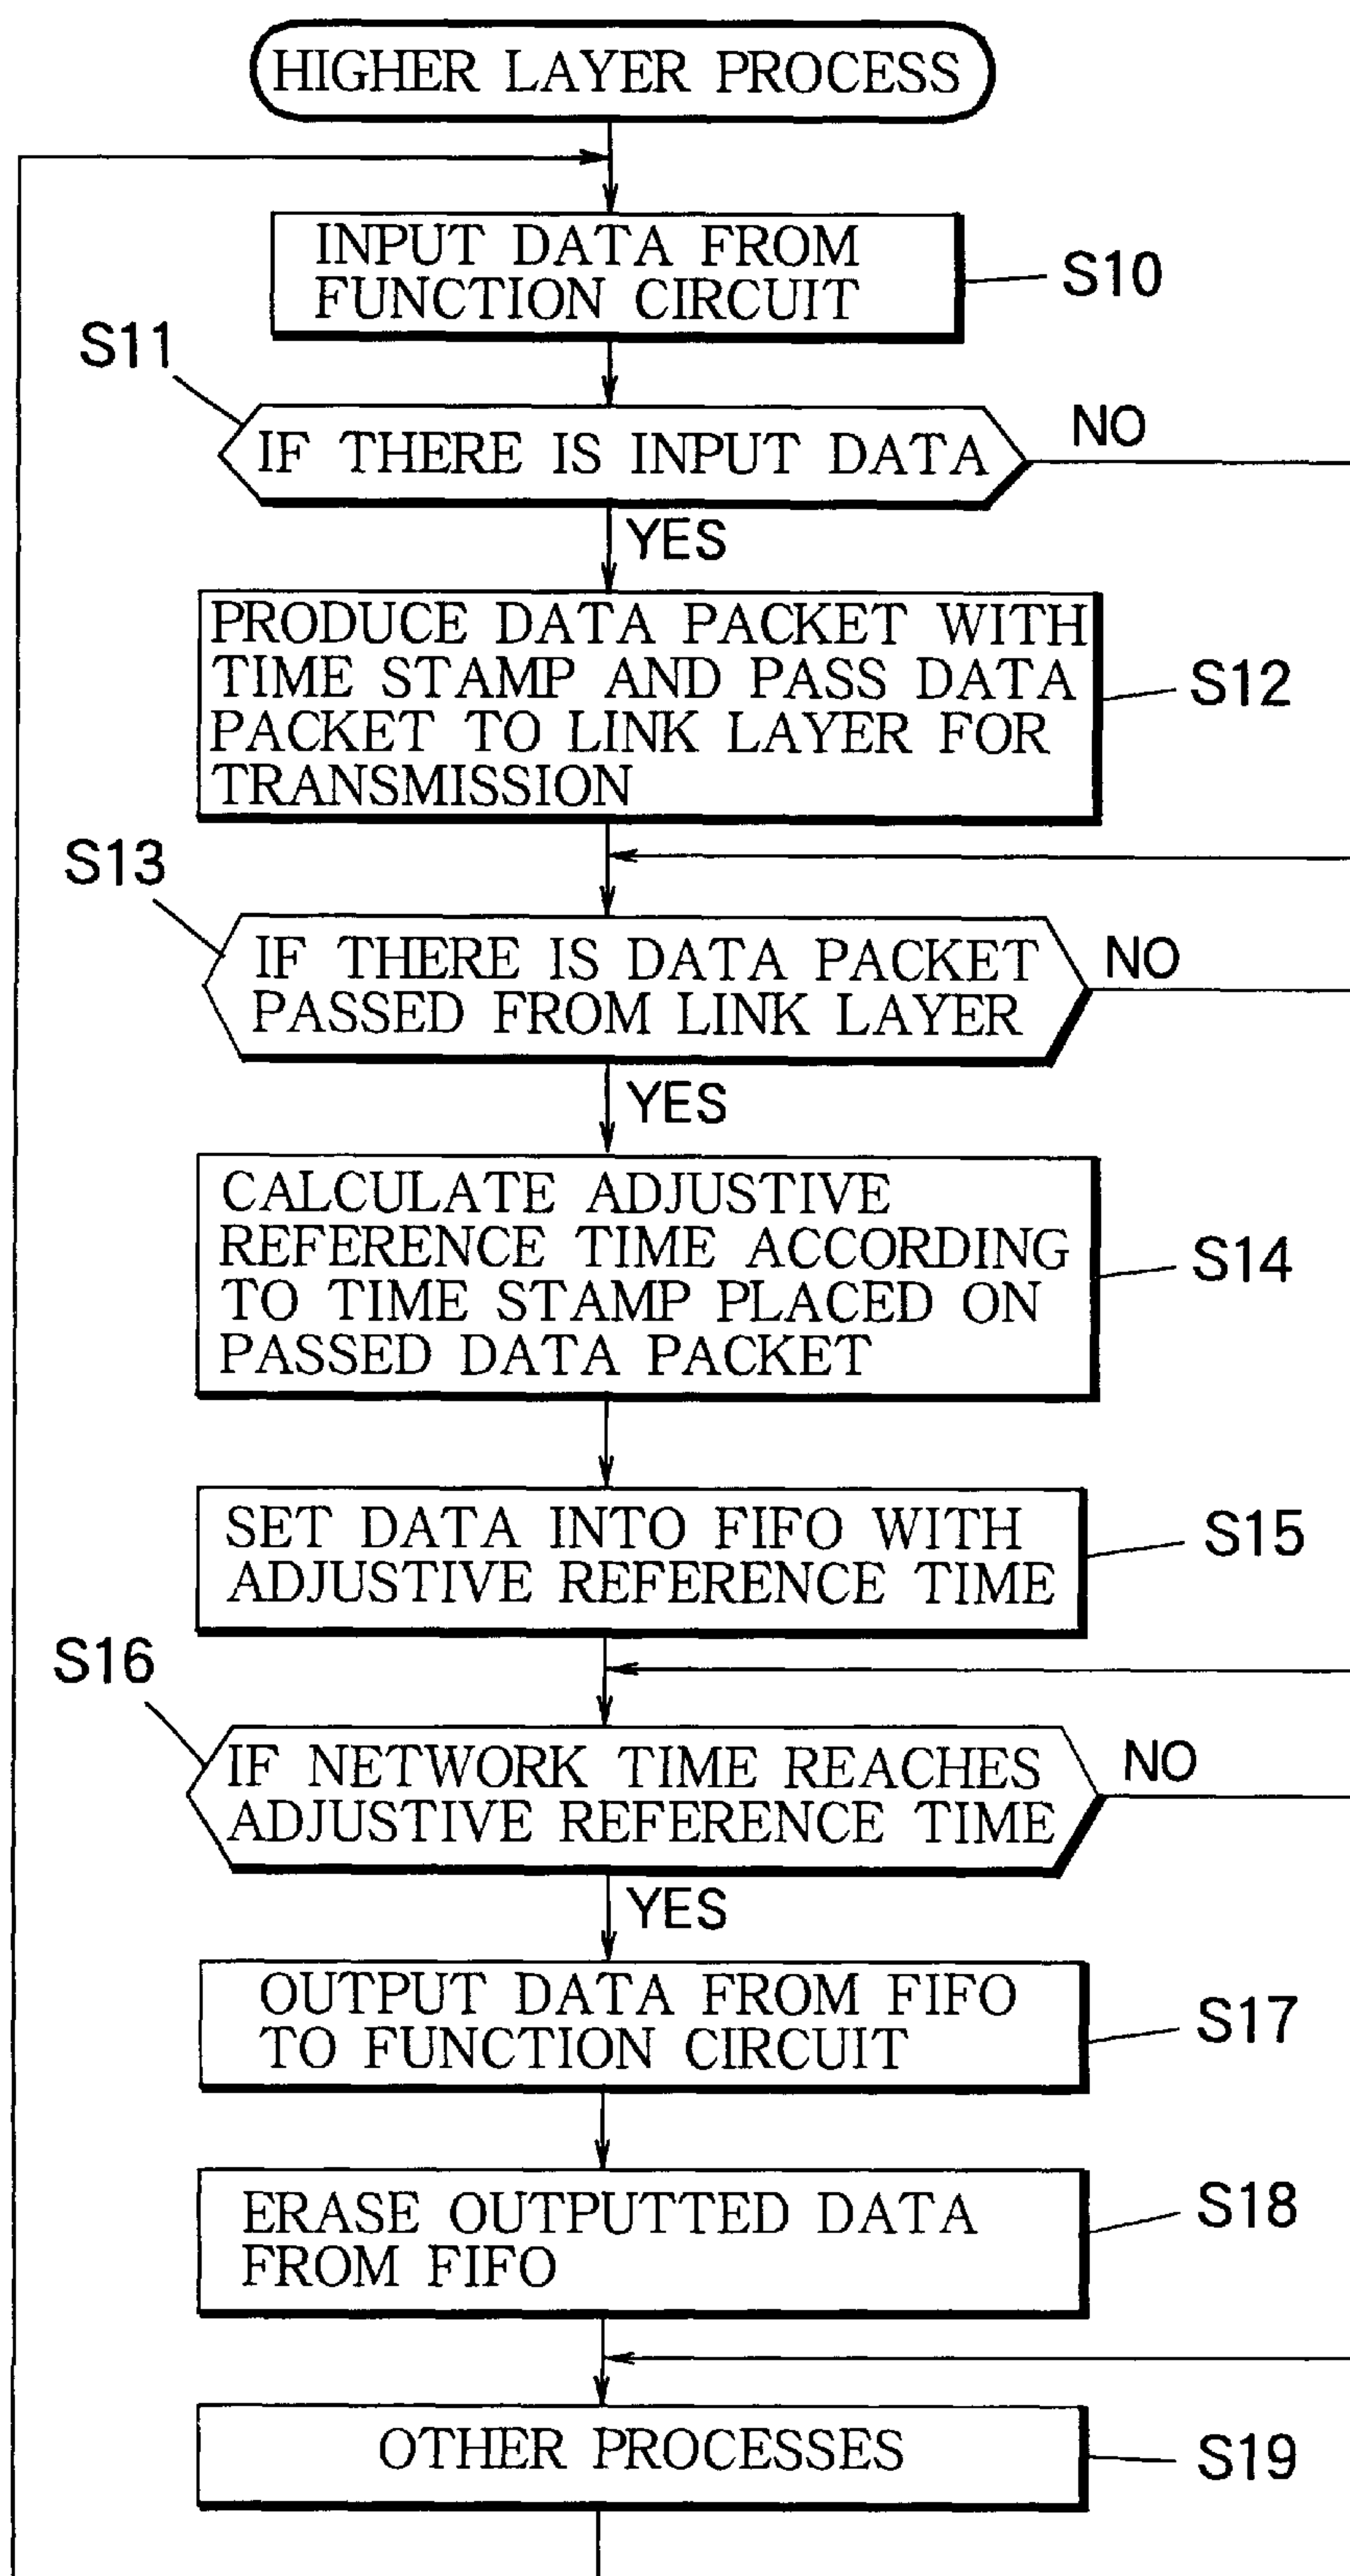 HIGHER LAYER PROCESS
INPUT DATA FROM
FUNCTION CIRCUIT
S10
S11
IF THERE IS INPUT DATA
NO
YES
PRODUCE DATA PACKET WITH
TIME STAMP AND PASS DATA
PACKET TO LINK LAYER FOR
TRANSMISSION
S12
S13
IF THERE IS DATA PACKET
PASSED FROM LINK LAYER
NO
YES
CALCULATE ADJUSTIVE
REFERENCE TIME ACCORDING
TO TIME STAMP PLACED ON
PASSED DATA PACKET
S14
SET DATA INTO FIFO WITH
ADJUSTIVE REFERENCE TIME
S15
S16
IF NETWORK TIME REACHES
ADJUSTIVE REFERENCE TIME
NO
YES
OUTPUT DATA FROM FIFO
TO FUNCTION CIRCUIT
S17
ERASE OUTPUTTED DATA
FROM FIFO
S18
OTHER PROCESSES
S19